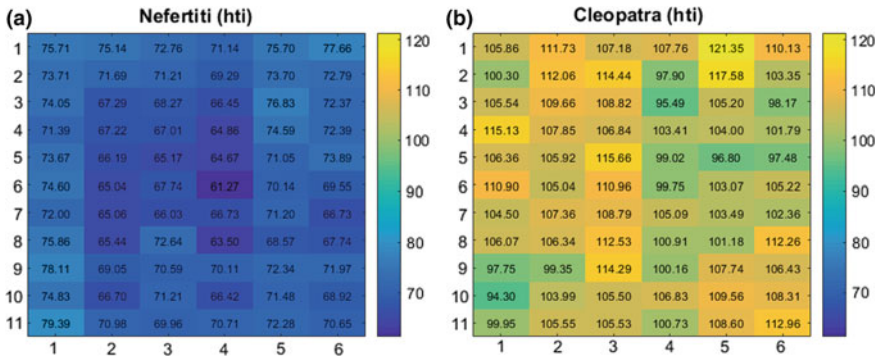 (a) Nefertiti (hti)
1 75.71 75.14 72.76 71.14 75.70 77.66
2 73.71 71.69 71.21 69.29 73.70 72.79
3 74.05 67.29 68.27 66.45 76.83 72.37
4 71.39 67.22 67.01 64.86 74.59 72.39
5 73.67 66.19 65.17 64.67 71.05 73.89
6 74.60 65.04 67.74 61.27 70.14 69.55
7 72.00 65.06 66.03 66.73 71.20 66.73
8 75.86 65.44 72.64 63.50 68.57 67.74
9 78.11 69.05 70.59 70.11 72.34 71.97
10 74.83 66.70 71.21 66.42 71.48 68.92
11 79.39 70.98 69.96 70.71 72.28 70.65
1 2 3 4 5 6
120
110
100
90
80
70
(b) Cleopatra (hti)
1 105.86 111.73 107.18 107.76 121.35 110.13
2 100.30 112.06 114.44 97.90 117.58 103.35
3 105.54 109.66 108.82 95.49 105.20 98.17
4 115.13 107.85 106.84 103.41 104.00 101.79
5 106.36 105.92 115.66 99.02 96.80 97.48
6 110.90 105.04 110.96 99.75 103.07 105.22
7 104.50 107.36 108.79 105.09 103.49 102.36
8 106.07 106.34 112.53 100.91 101.18 112.26
9 97.75 99.35 114.29 100.16 107.74 106.43
10 94.30 103.99 105.50 106.83 109.56 108.31
11 99.95 105.55 105.53 100.73 108.60 112.96
1 2 3 4 5 6
120
110
100
90
80
70